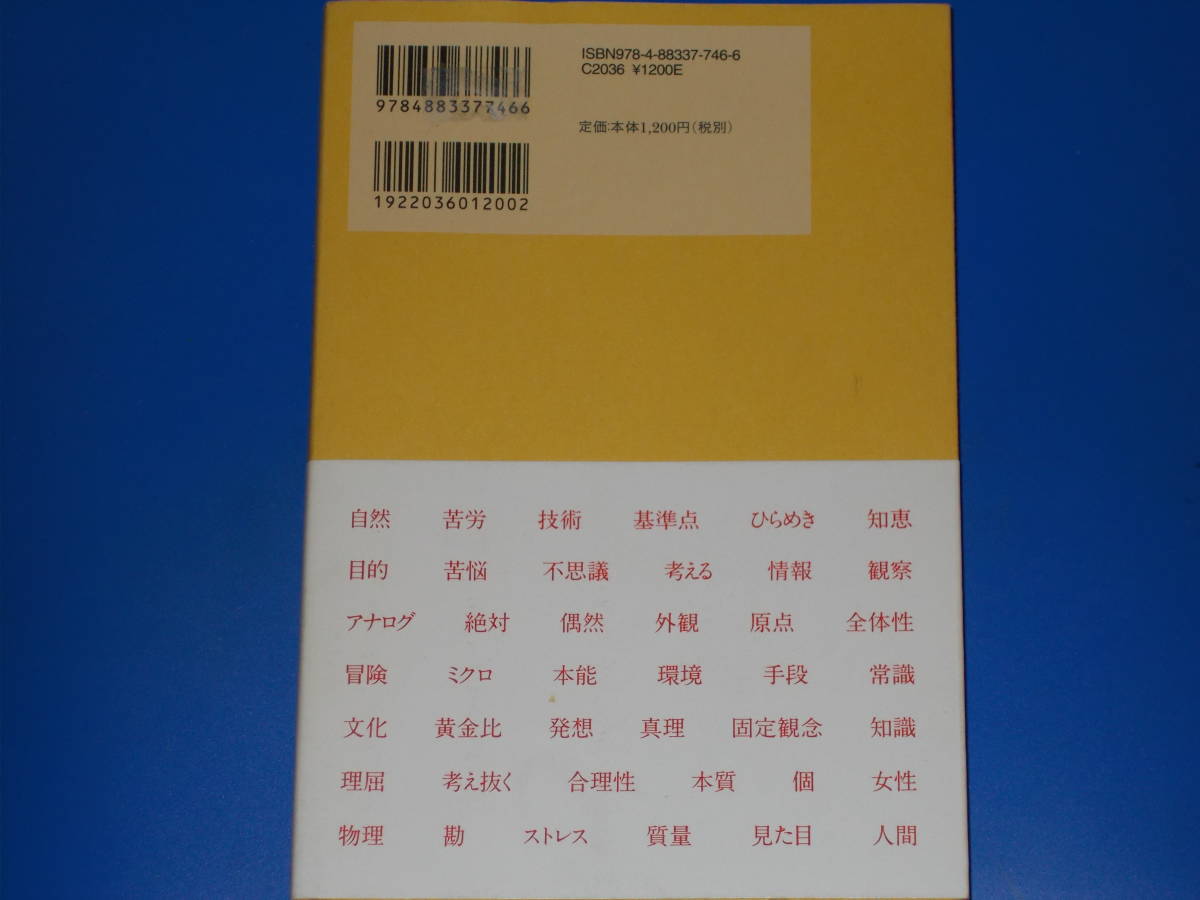 ISBN978-4-88337-746-6
C2036 ¥1200E
9784883377466
定価:本体1,200円(税別)
1922036012002
自然 苦労 技術 基準点 ひらめき 知恵
目的 苦悩 不思議 考える 情報 観察
アナログ 絶対 偶然 外観 原点 全体性
冒険 ミクロ 本能 環境 手段 常識
文化 黄金比 発想 真理 固定観念 知識
理屈 考え抜く 合理性 本質 個 女性
物理 勘 ストレス 質量 見た目 人間